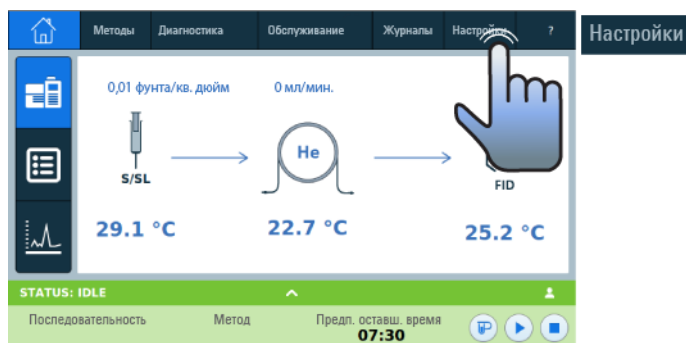 Методы Диагностика Обслуживание Журналы Настройки ?
Настройки
0,01 фунта/кв. дюйм 0 мл/мин.
He
S/SL FID
29.1 °C 22.7 °C 25.2 °C
STATUS: IDLE
Последовательность Метод Предп. оставш. время
07:30